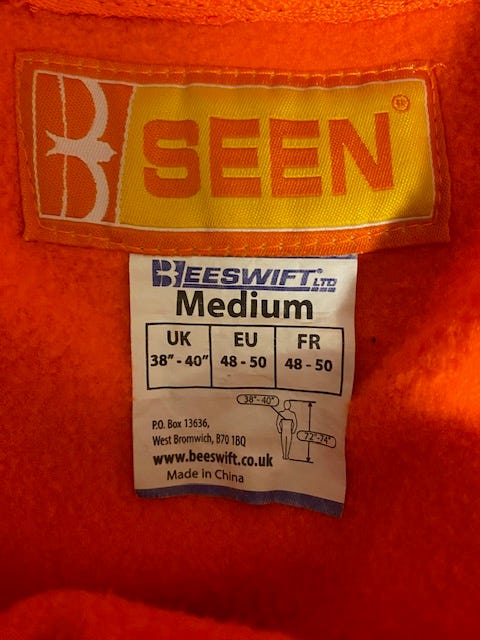 B SEEN®
BEESWIFT® LTD
Medium
UK EU FR
38" - 40" 48 - 50 48 - 50
38"- 40"
72"-74"
P.O. Box 13636,
West Bromwich, B70 1BQ
www.beeswift.co.uk
Made in China